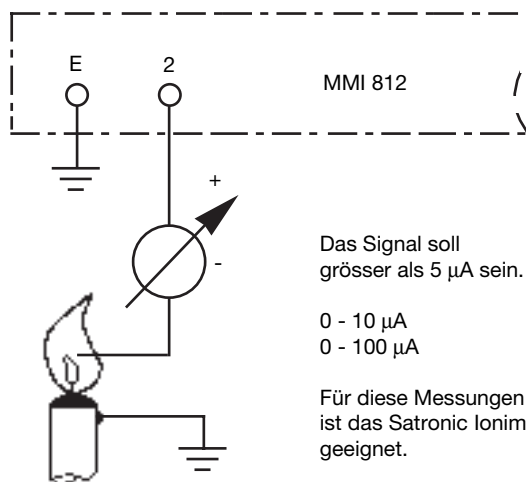 E
2
MMI 812
+
-
Das Signal soll
grösser als 5 µA sein.
0 - 10 µA
0 - 100 µA
Für diese Messungen
ist das Satronic Ionim
geeignet.